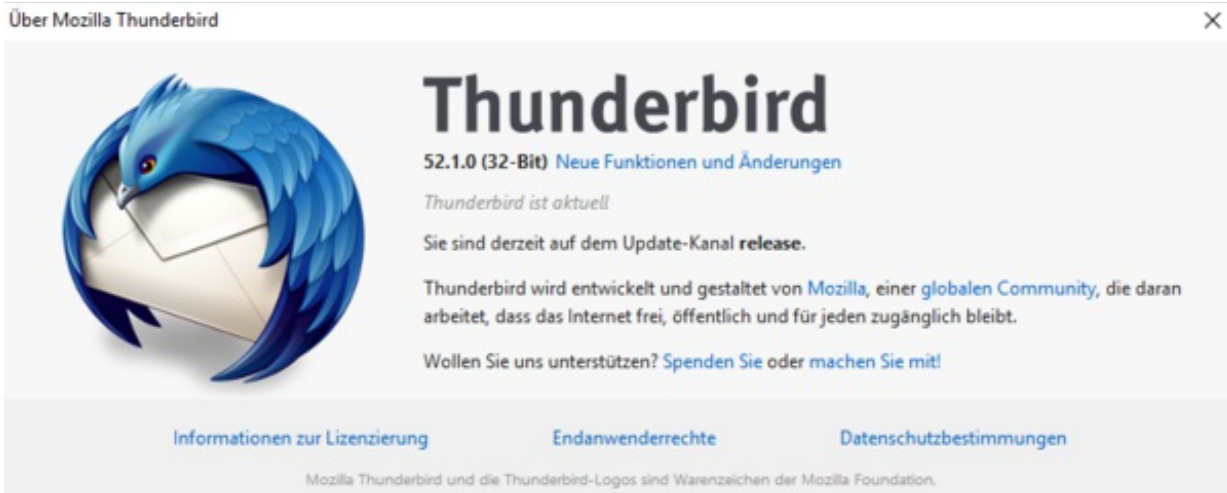 Über Mozilla Thunderbird
Thunderbird
52.1.0 (32-Bit) Neue Funktionen und Änderungen
Thunderbird ist aktuell
Sie sind derzeit auf dem Update-Kanal release.
Thunderbird wird entwickelt und gestaltet von Mozilla, einer globalen Community, die daran
arbeitet, dass das Internet frei, öffentlich und für jeden zugänglich bleibt.
Wollen Sie uns unterstützen? Spenden Sie oder machen Sie mit!
Informationen zur Lizenzierung Endanwenderrechte Datenschutzbestimmungen
Mozilla Thunderbird und die Thunderbird-Logos sind Warenzeichen der Mozilla Foundation.